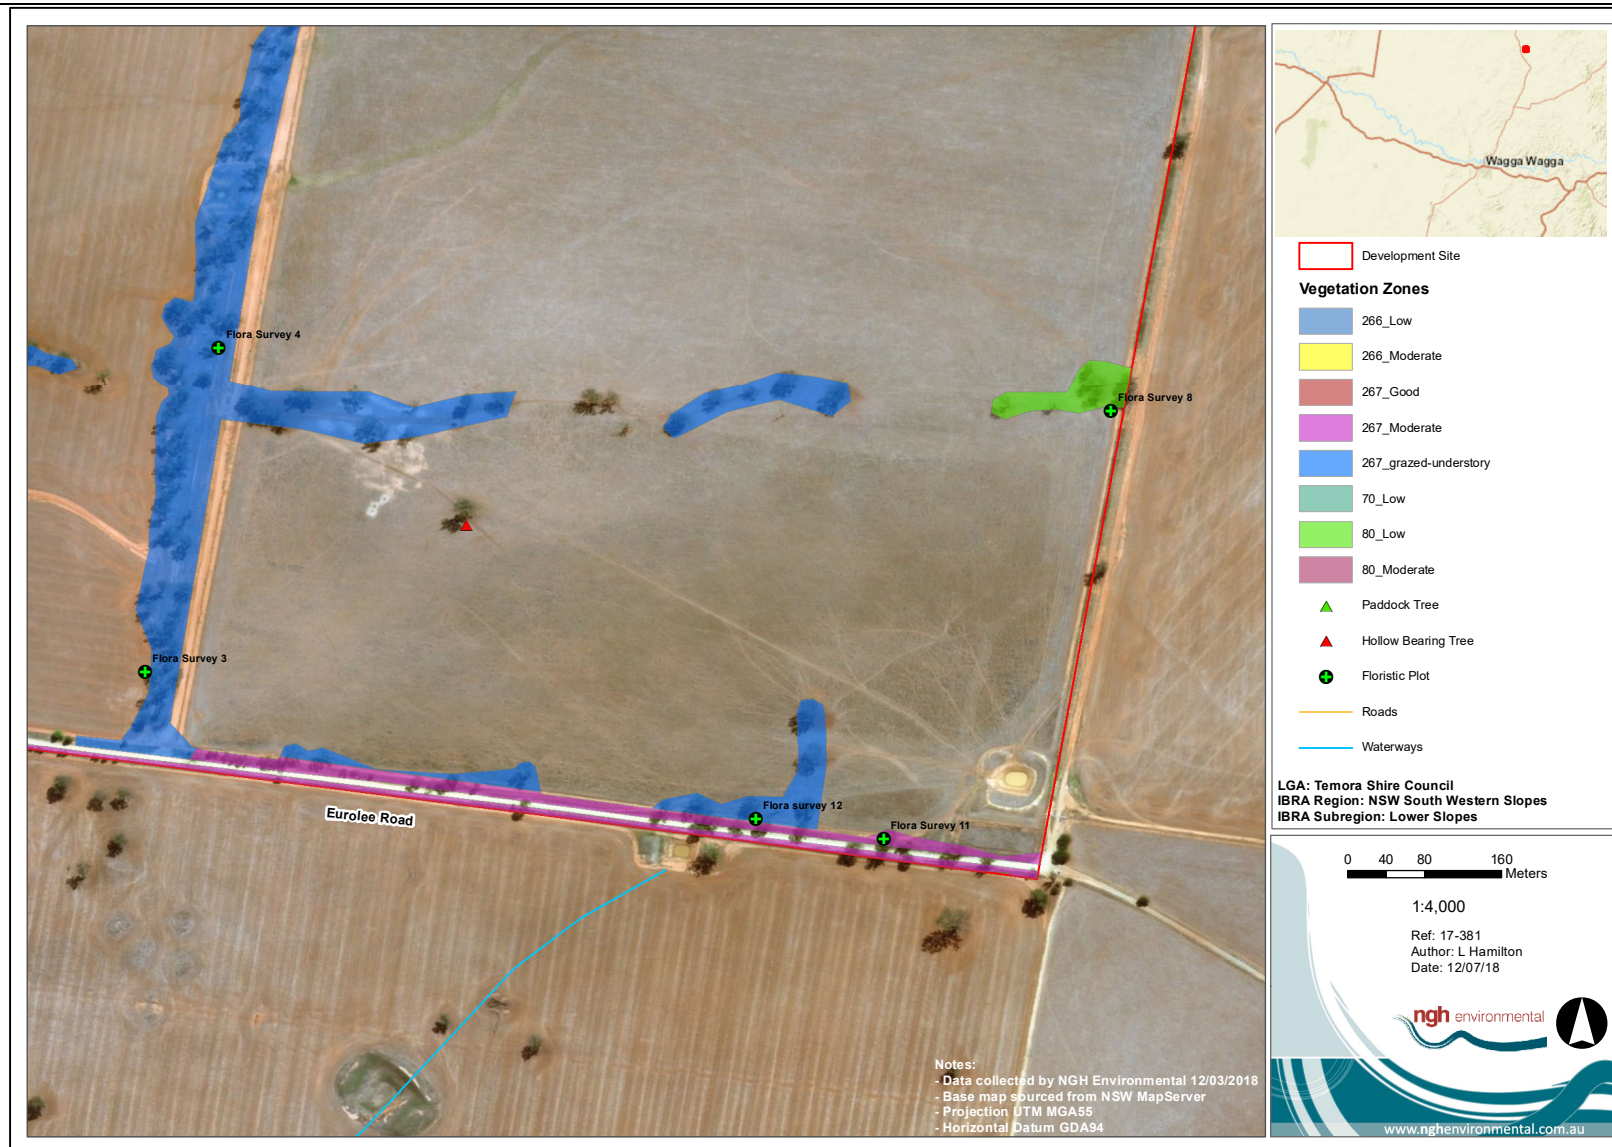 Flora Survey 4
Flora Survey 8
Flora Survey 3
Flora survey 12
Flora Surevy 11
Eurolee Road
Notes:
- Data collected by NGH Environmental 12/03/2018
- Base map sourced from NSW MapServer
- Projection UTM MGA55
- Horizontal Datum GDA94
Wagga Wagga
Development Site
Vegetation Zones
266_Low
266_Moderate
267_Good
267_Moderate
267_grazed-understory
70_Low
80_Low
80_Moderate
Paddock Tree
Hollow Bearing Tree
Floristic Plot
Roads
Waterways
LGA: Temora Shire Council
IBRA Region: NSW South Western Slopes
IBRA Subregion: Lower Slopes
0 40 80 160
Meters
1:4,000
Ref: 17-381
Author: L Hamilton
Date: 12/07/18
ngh environmental
www.nghenvironmental.com.au